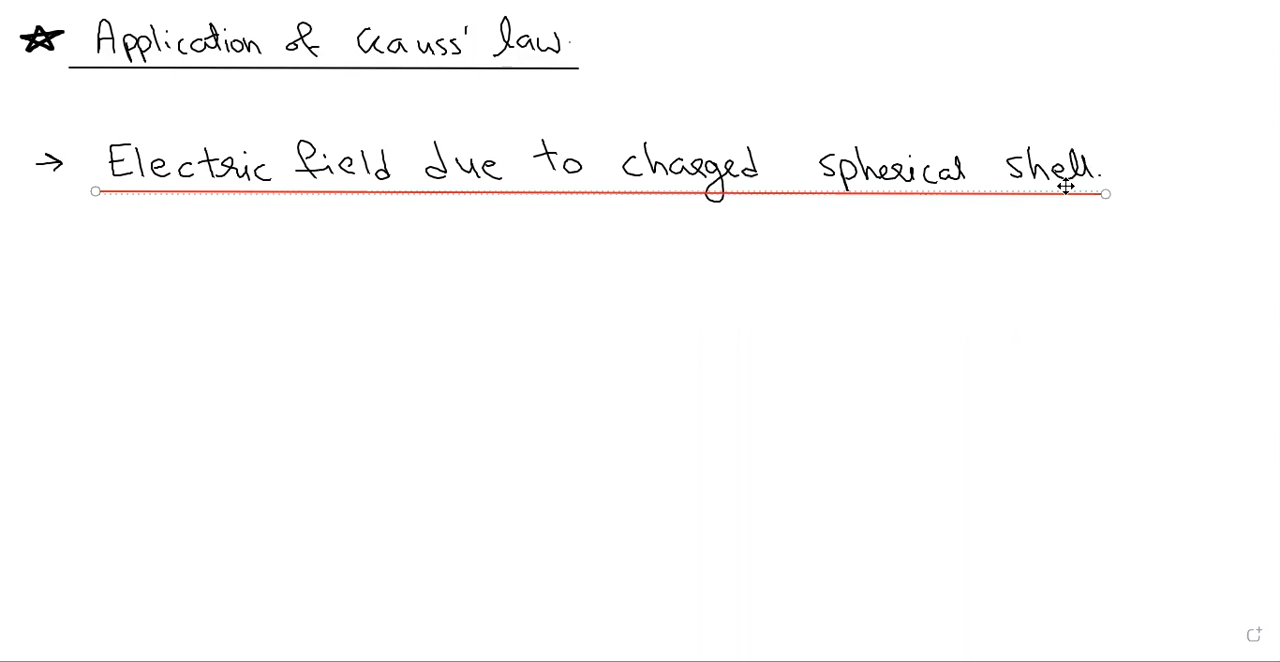 ★ Application of Gauss' law.
→ Electric field due to charged spherical shell.